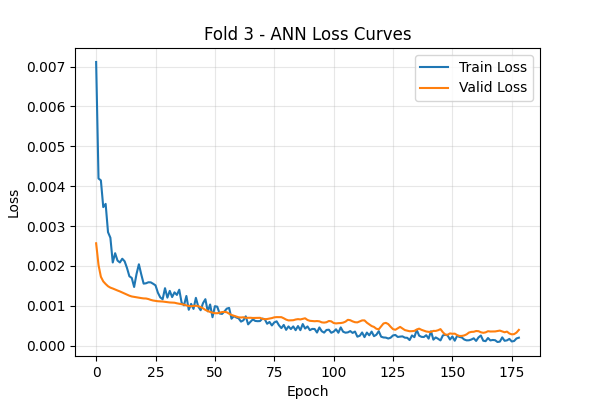 Fold 3 - ANN Loss Curves
Train Loss
Valid Loss
Loss
0.007
0.006
0.005
0.004
0.003
0.002
0.001
0.000
0 25 50 75 100 125 150 175
Epoch